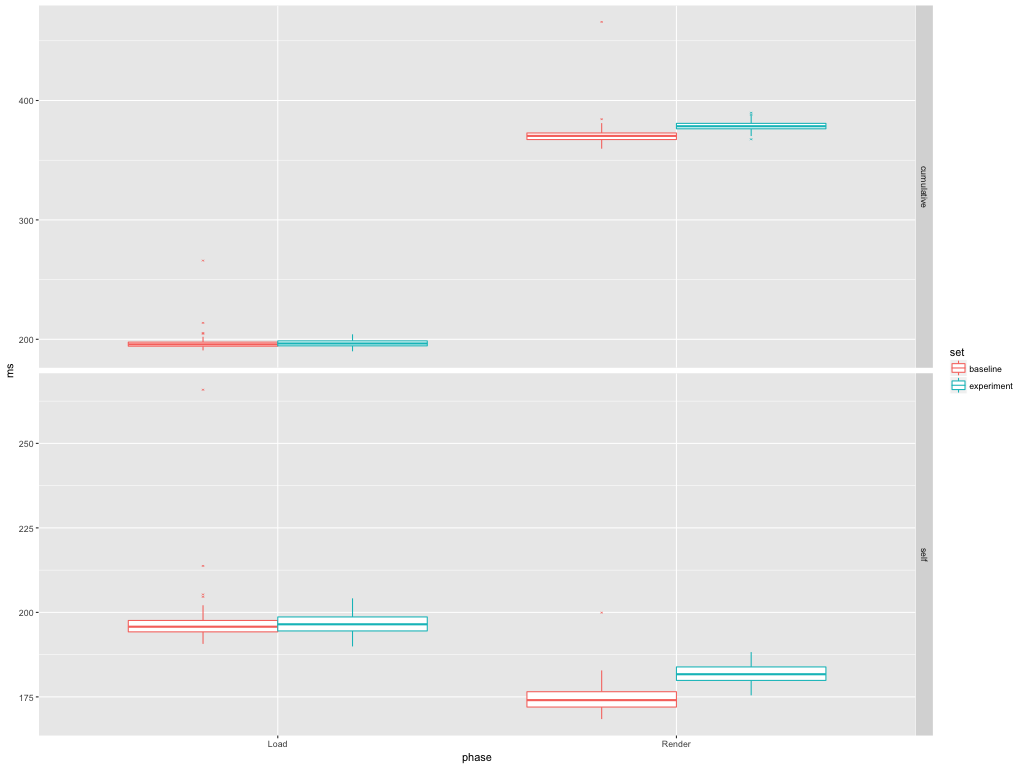 400
300
200
cumulative
ms
250
225
200
175
self
Load
Render
phase
set
baseline
experiment